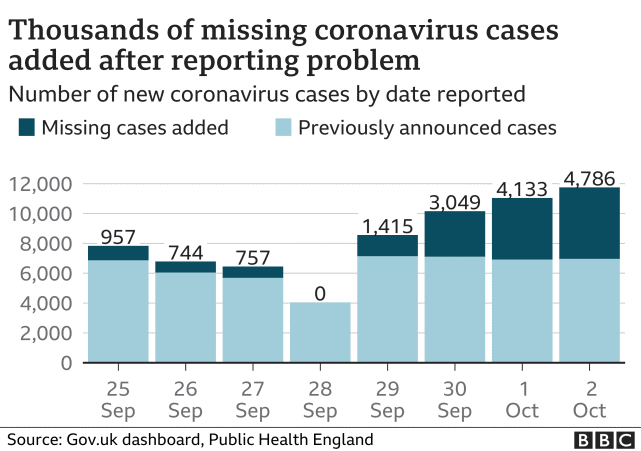 Thousands of missing coronavirus cases
added after reporting problem
Number of new coronavirus cases by date reported
Missing cases added Previously announced cases
12,000
10,000
8,000
6,000
4,000
2,000
0
957 744 757 0 1,415 3,049 4,133 4,786
25 26 27 28 29 30 1 2
Sep Sep Sep Sep Sep Sep Oct Oct
Source: Gov.uk dashboard, Public Health England BBC